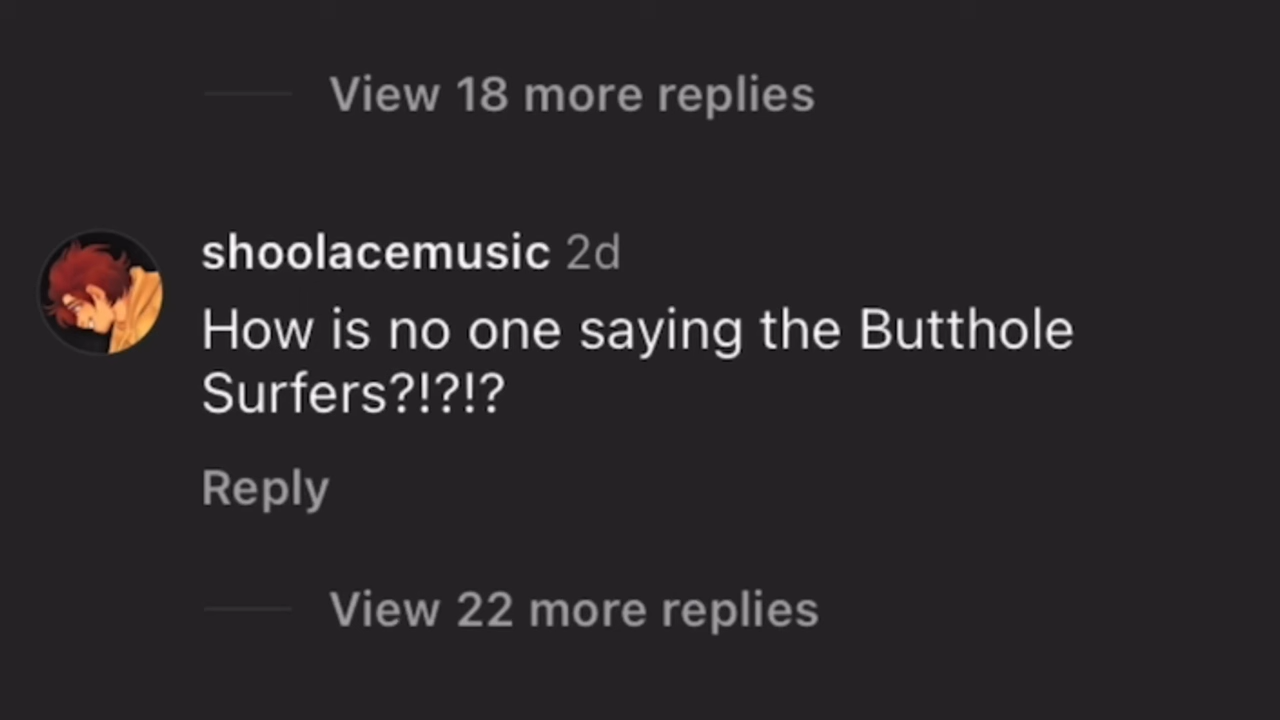 View 18 more replies
shoolacemusic 2d
How is no one saying the Butthole
Surfers?!?!?
Reply
View 22 more replies